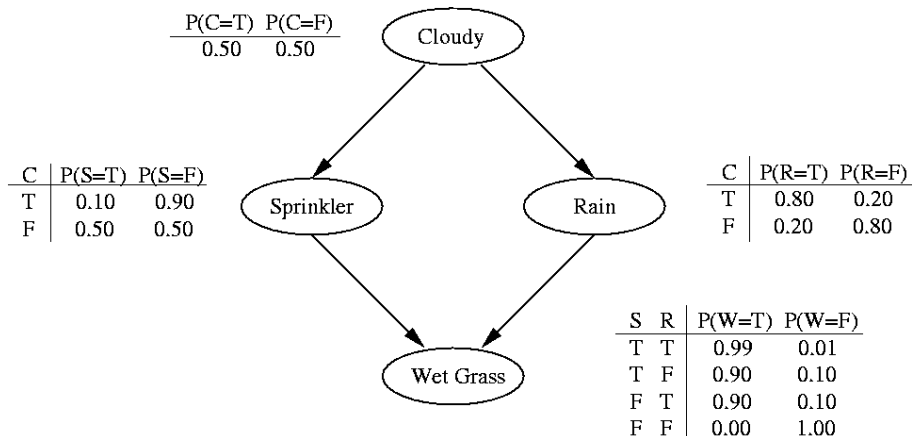 P(C=T) P(C=F)
0.50 0.50
Cloudy
C P(S=T) P(S=F)
T 0.10 0.90
F 0.50 0.50
Sprinkler
Rain
C P(R=T) P(R=F)
T 0.80 0.20
F 0.20 0.80
Wet Grass
S R P(W=T) P(W=F)
T T 0.99 0.01
T F 0.90 0.10
F T 0.90 0.10
F F 0.00 1.00